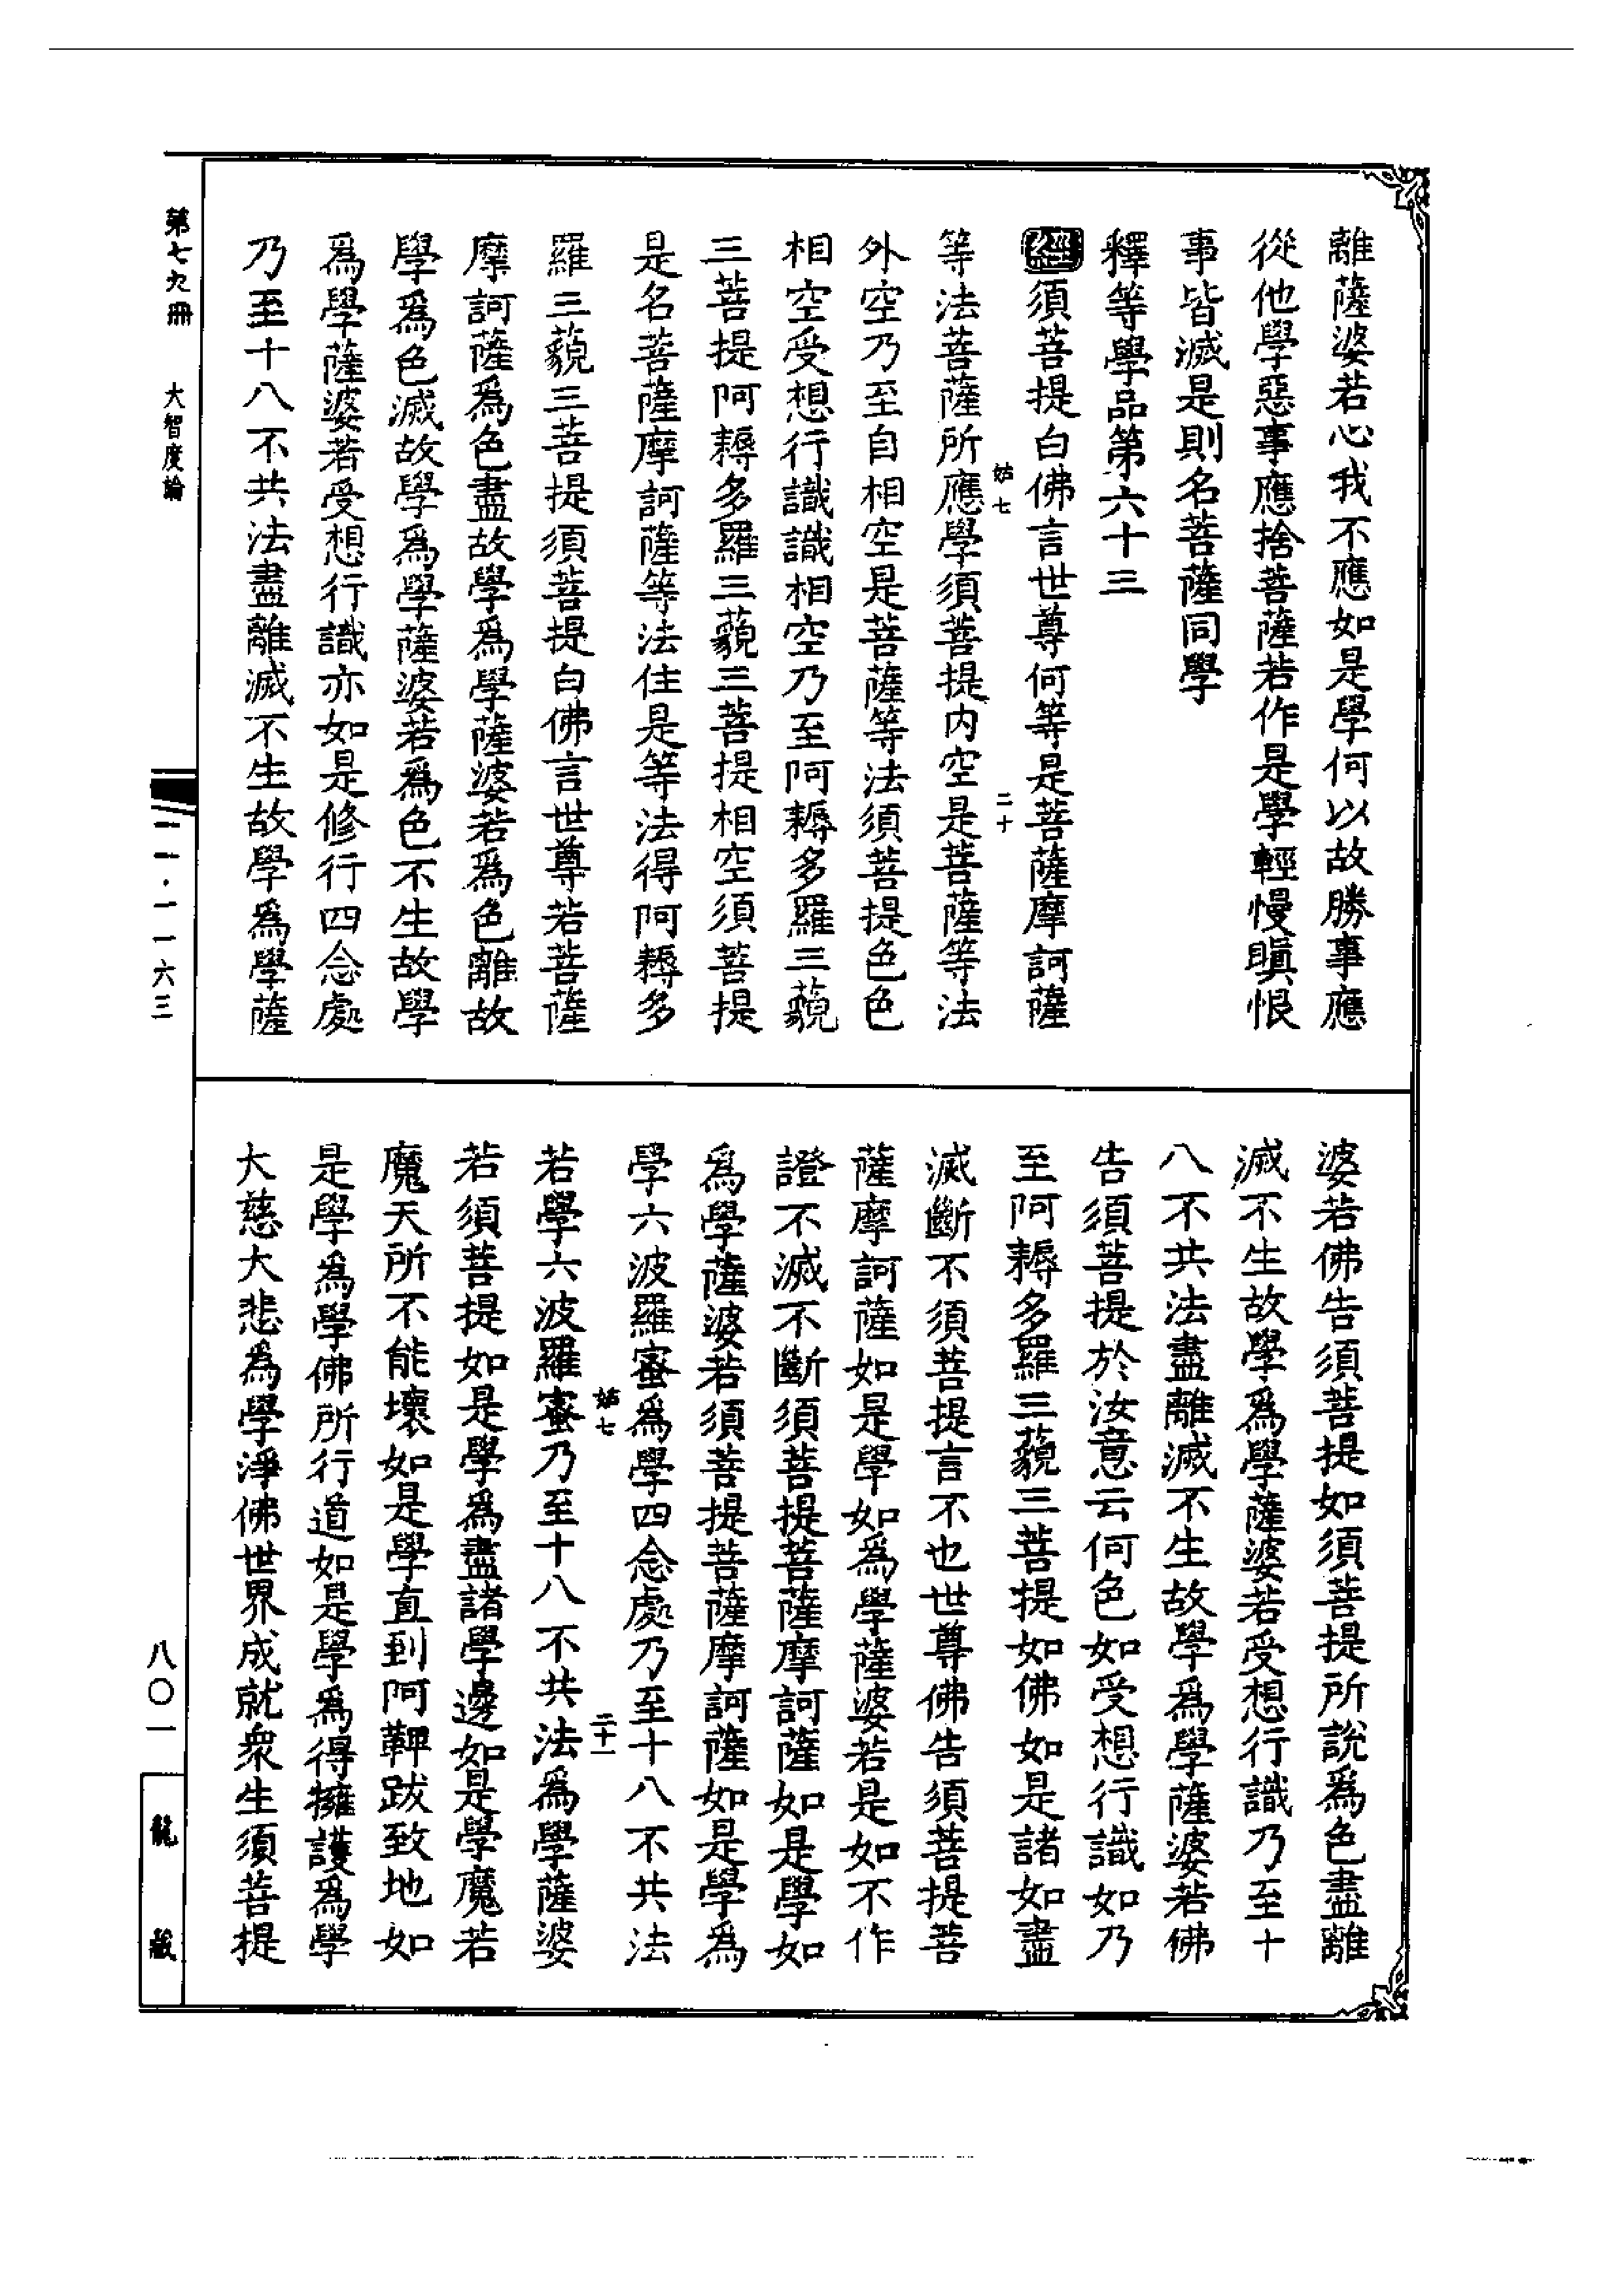 離薩婆若心我不應如是學何以故勝事應
從他學惡事應捨菩薩若作是學輕慢瞋恨
事皆滅是則名菩薩同學
釋等學品第六十三
經須菩提白佛言世尊何等是菩薩摩訶薩
姑七 二十
等法菩薩所應學須菩提内空是菩薩等法
外空乃至自相空是菩薩等法須菩提色色
相空受想行識識相空乃至阿耨多羅三藐
三菩提阿耨多羅三藐三菩提相空須菩提
是名菩薩摩訶薩等法住是等法得阿耨多
羅三藐三菩提須菩提白佛言世尊若菩薩
摩訶薩爲色盡故學爲學薩婆若爲色離故
學爲色滅故學爲學薩婆若爲色不生故學
爲學薩婆若受想行識亦如是修行四念處
乃至十八不共法盡離滅不生故學爲學薩
婆若佛告須菩提如須菩提所說爲色盡離
滅不生故學爲學薩婆若受想行識乃至十
八不共法盡離滅不生故學爲學薩婆若佛
告須菩提於汝意云何色如受想行識如乃
至阿耨多羅三藐三菩提如佛如是諸如盡
滅斷不須菩提言不也世尊佛告須菩提菩
薩摩訶薩如是學如爲學薩婆若是如不作
證不滅不斷須菩提菩薩摩訶薩如是學如
爲學薩婆若須菩提菩薩摩訶薩如是學爲
學六波羅蜜爲學四念處乃至十八不共法
姑七 二十一
若學六波羅蜜乃至十八不共法爲學薩婆
若須菩提如是學爲盡諸學邊如是學魔若
魔天所不能壞如是學直到阿鞞跋致地如
是學爲學佛所行道如是學爲得擁護爲學
大慈大悲爲學淨佛世界成就衆生須菩提
第七九冊 大智度論
一一·一一六三
八〇一
龍藏